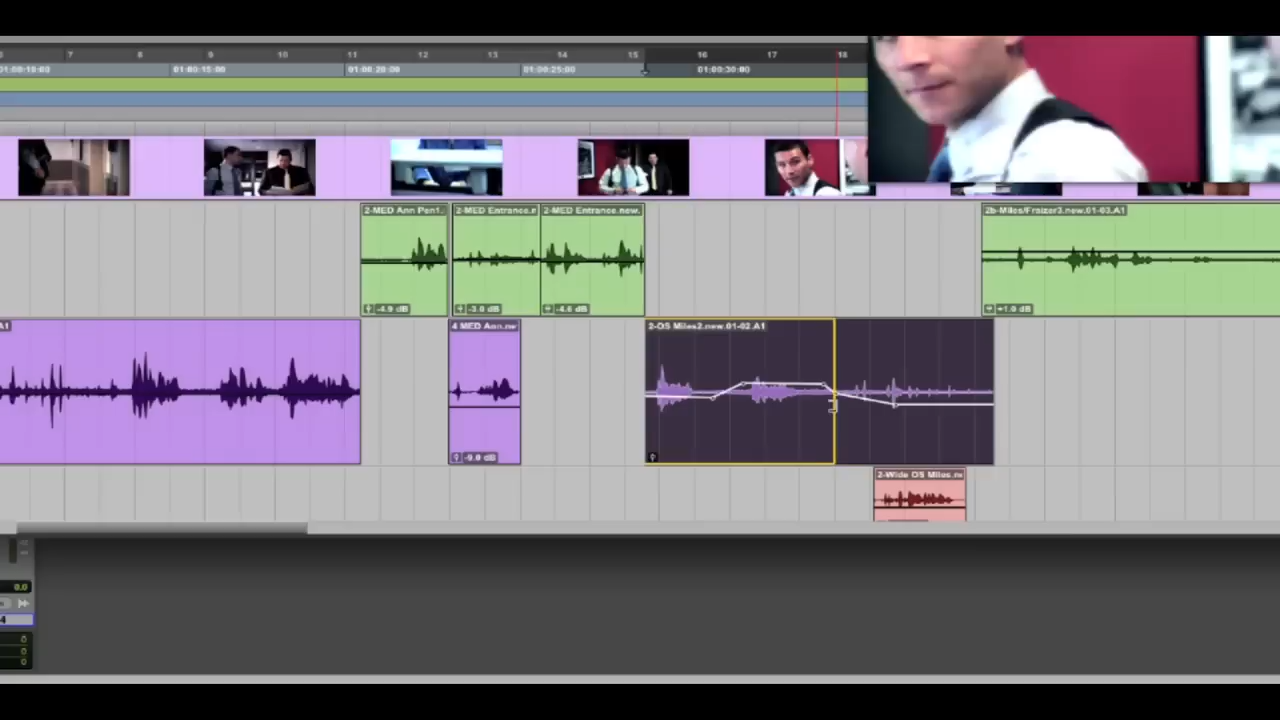 7 8 9 10 11 12 13 14 15 16 17 18
01:00:10:00 01:00:15:00 01:00:20:00 01:00:25:00 01:00:30:00
2-MED Ann Pen1. 2-MED Entrance.n 2-MED Entrance.new. 2b-Miles/Fraizer3.new.01-03.A1
-4.9 dB -3.0 dB -4.6 dB +1.0 dB
A1 4 MED Ann.ne 2-OS Miles2.new.01-02.A1
-9.0 dB
2-Wide OS Miles.ne
0.0
4
0
0